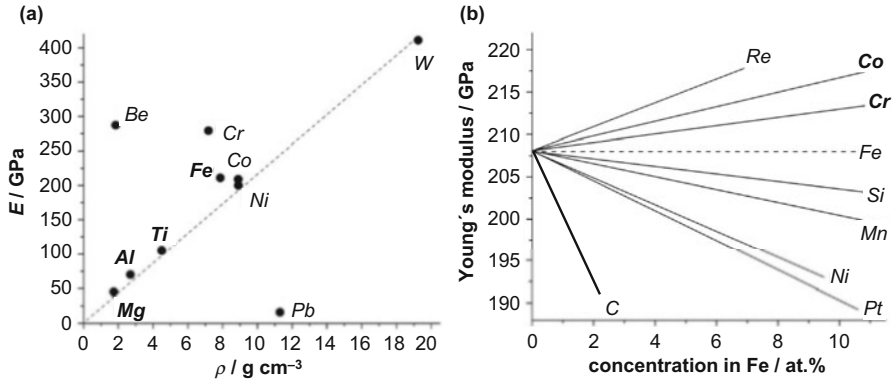 (a)
E / GPa
400
350
300
250
200
150
100
50
0
0 2 4 6 8 10 12 14 16 18 20
ρ / g cm⁻³
Be
Cr
Co
Fe
Ni
Ti
Al
Mg
Pb
W
(b)
Young´s modulus / GPa
220
215
210
205
200
195
190
0 2 4 6 8 10
concentration in Fe / at.%
Re
Co
Cr
Fe
Si
Mn
Ni
Pt
C